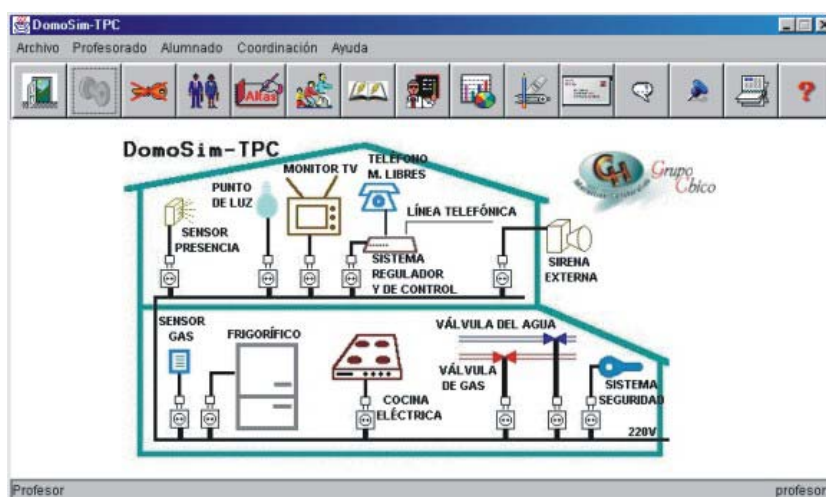 DomoSim-TPC
Archivo Profesorado Alumnado Coordinación Ayuda
Altas
DomoSim-TPC
MONITOR TV
TELÉFONO
M. LIBRES
PUNTO
DE LUZ
LÍNEA TELEFÓNICA
SENSOR
PRESENCIA
SISTEMA
REGULADOR
Y DE CONTROL
SIRENA
EXTERNA
Grupo
Chico
SENSOR
GAS
FRIGORÍFICO
VÁLVULA DEL AGUA
VÁLVULA
DE GAS
COCINA
ELÉCTRICA
SISTEMA
SEGURIDAD
220V
Profesor
profesor